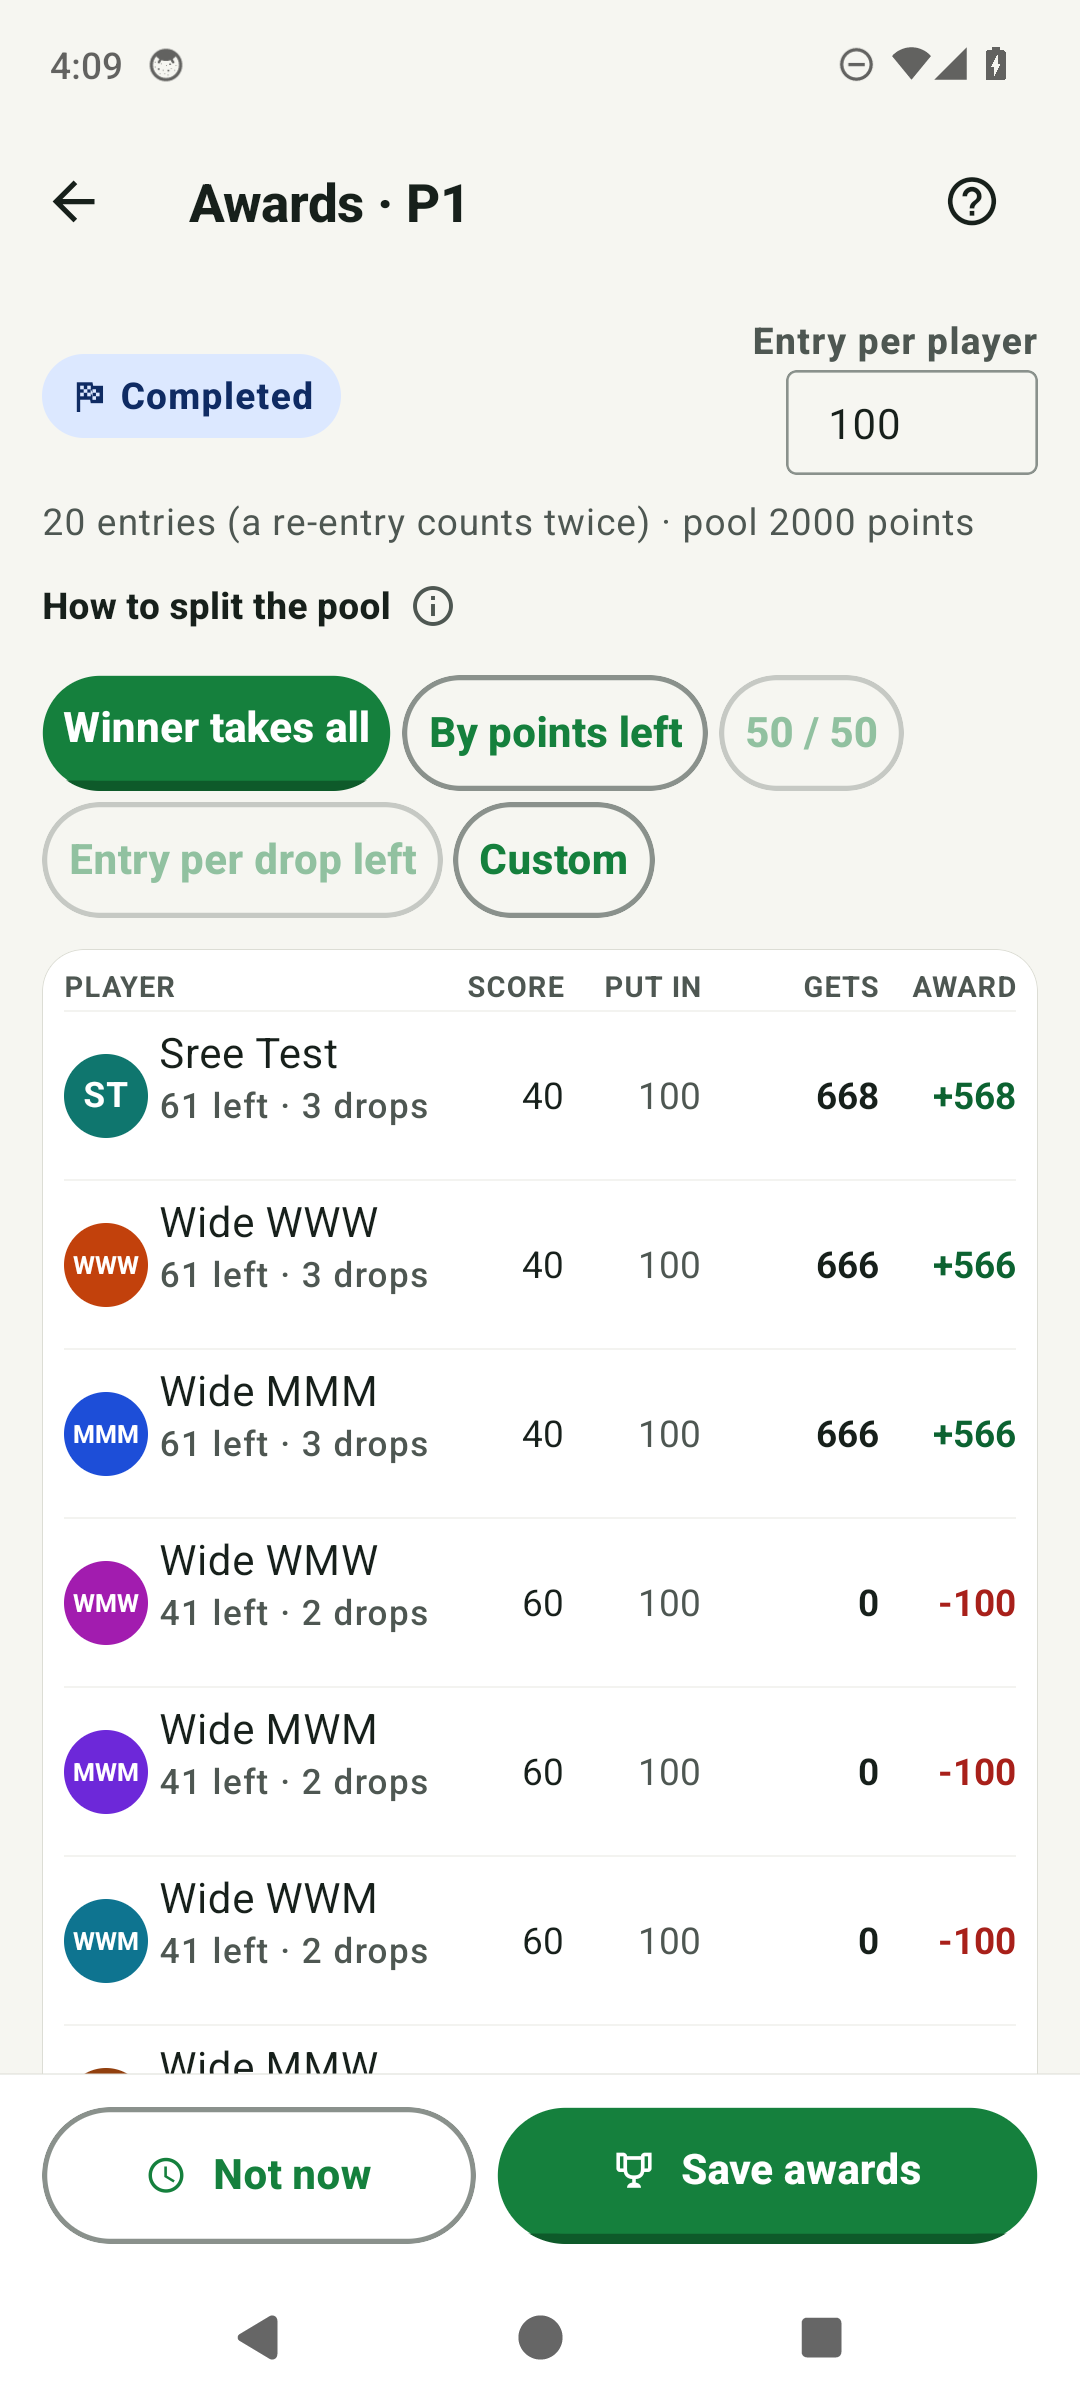 4:09
Awards · P1
Entry per player
Completed
100
20 entries (a re-entry counts twice) · pool 2000 points
How to split the pool
Winner takes all
By points left
50 / 50
Entry per drop left
Custom
PLAYER SCORE PUT IN GETS AWARD
Sree Test
ST 61 left · 3 drops 40 100 668 +568
Wide WWW
WWW 61 left · 3 drops 40 100 666 +566
Wide MMM
MMM 61 left · 3 drops 40 100 666 +566
Wide WMW
WMW 41 left · 2 drops 60 100 0 -100
Wide MWM
MWM 41 left · 2 drops 60 100 0 -100
Wide WWM
WWM 41 left · 2 drops 60 100 0 -100
Wide MMW
Not now
Save awards